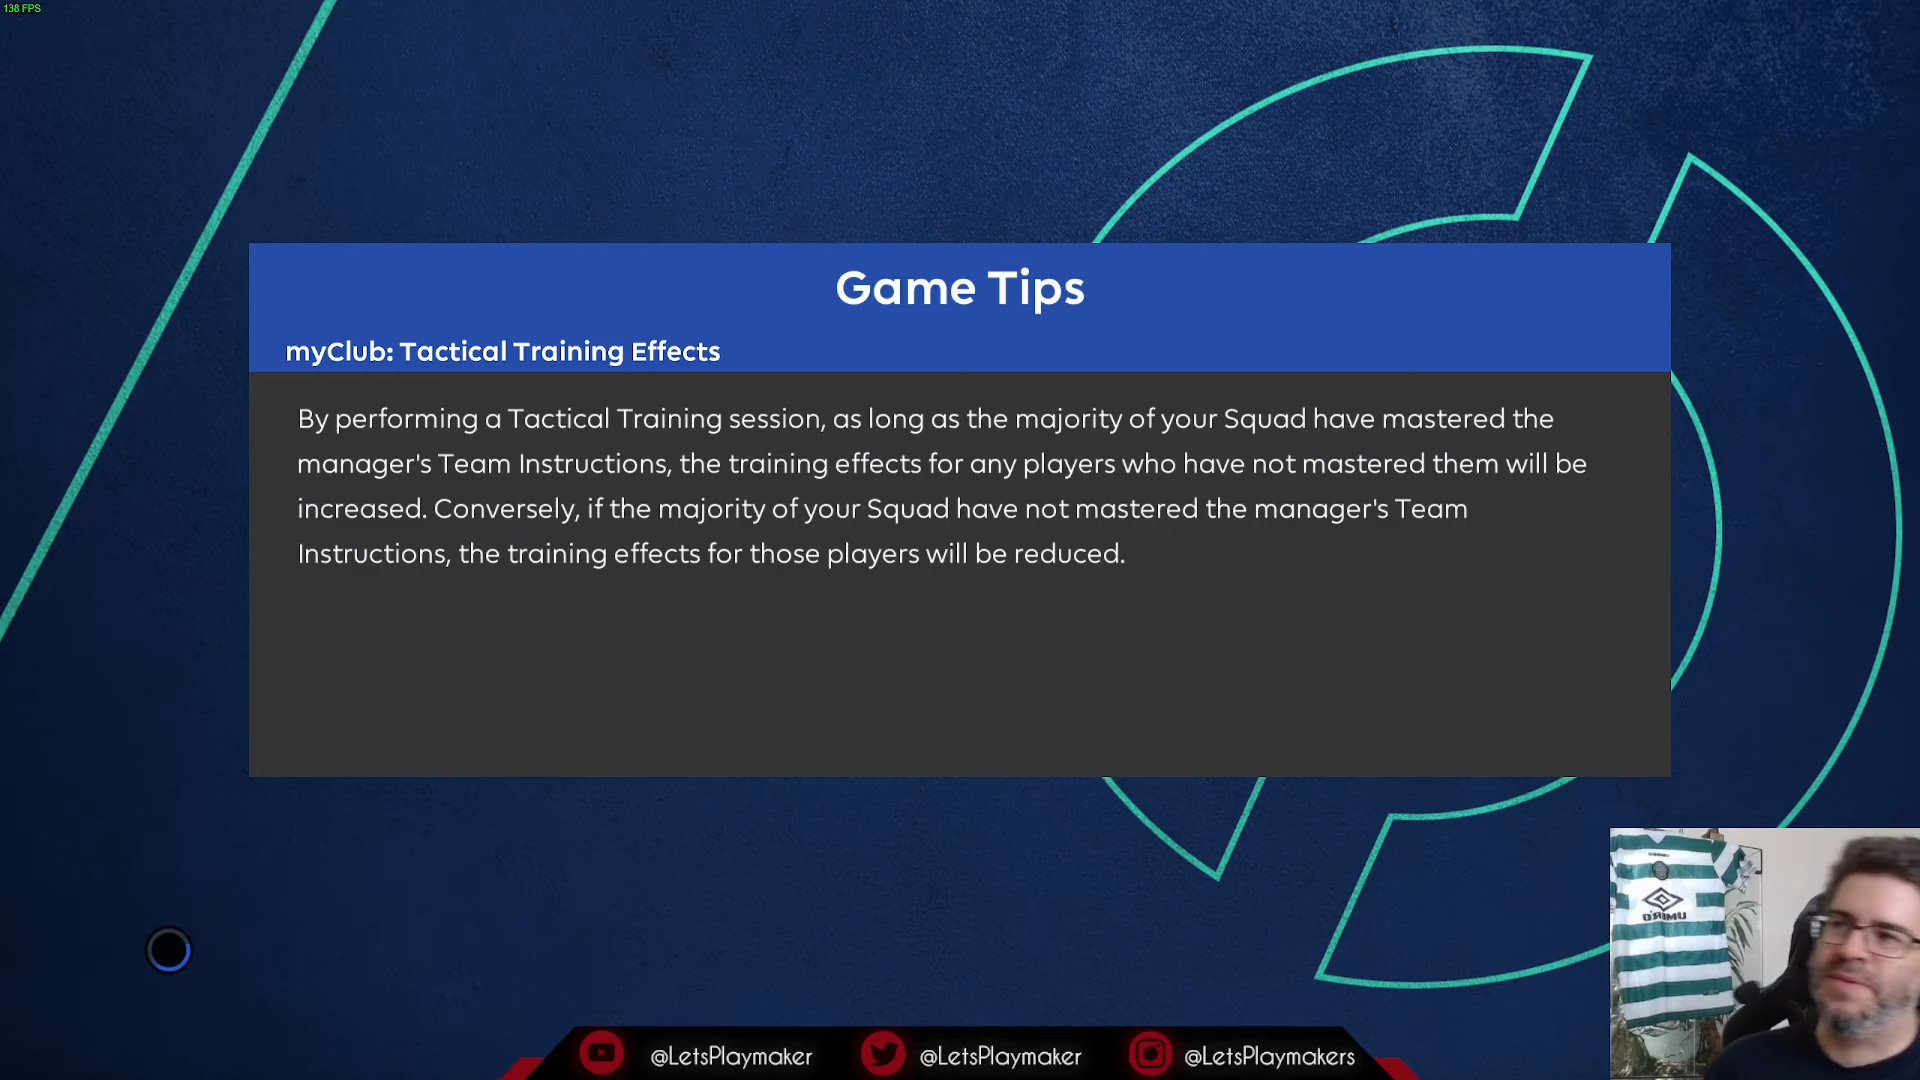 138 FPS
Game Tips
myClub: Tactical Training Effects
By performing a Tactical Training session, as long as the majority of your Squad have mastered the
manager's Team Instructions, the training effects for any players who have not mastered them will be
increased. Conversely, if the majority of your Squad have not mastered the manager's Team
Instructions, the training effects for those players will be reduced.
UMBRO
@LetsPlaymaker
@LetsPlaymaker
@LetsPlaymakers